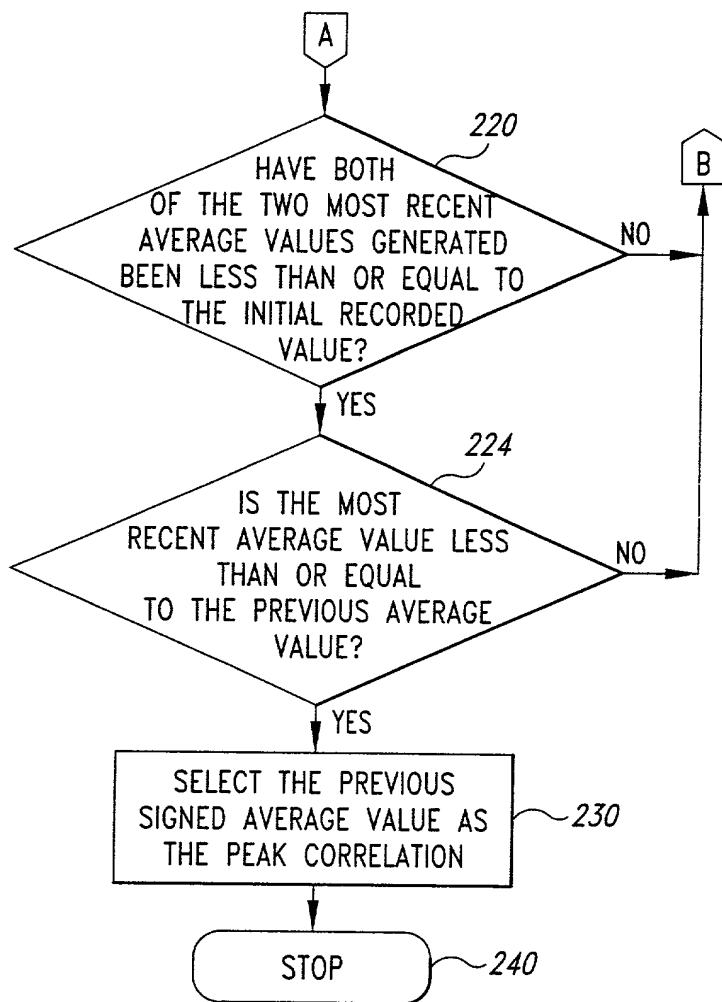 A
220
HAVE BOTH
OF THE TWO MOST RECENT
AVERAGE VALUES GENERATED
BEEN LESS THAN OR EQUAL TO
THE INITIAL RECORDED
VALUE?
NO
B
YES
224
IS THE MOST
RECENT AVERAGE VALUE LESS
THAN OR EQUAL
TO THE PREVIOUS AVERAGE
VALUE?
NO
YES
SELECT THE PREVIOUS
SIGNED AVERAGE VALUE AS
THE PEAK CORRELATION
230
STOP
240